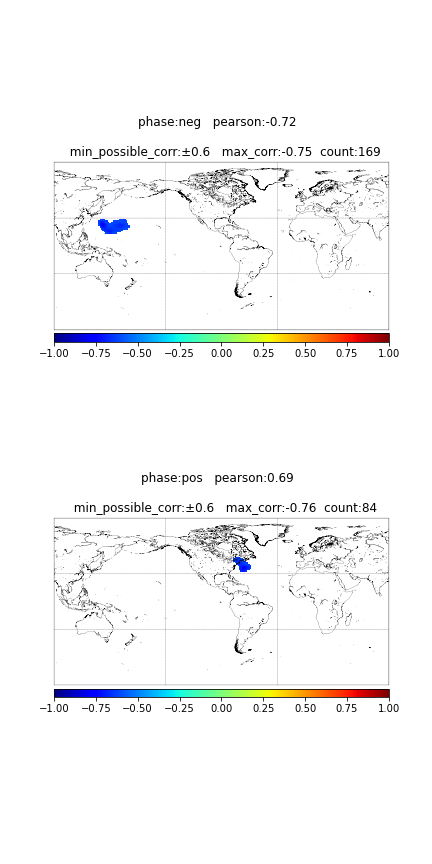 phase:neg   pearson:-0.72
min_possible_corr:±0.6   max_corr:-0.75  count:169
−1.00 −0.75 −0.50 −0.25 0.00 0.25 0.50 0.75 1.00
phase:pos   pearson:0.69
min_possible_corr:±0.6   max_corr:-0.76  count:84
−1.00 −0.75 −0.50 −0.25 0.00 0.25 0.50 0.75 1.00